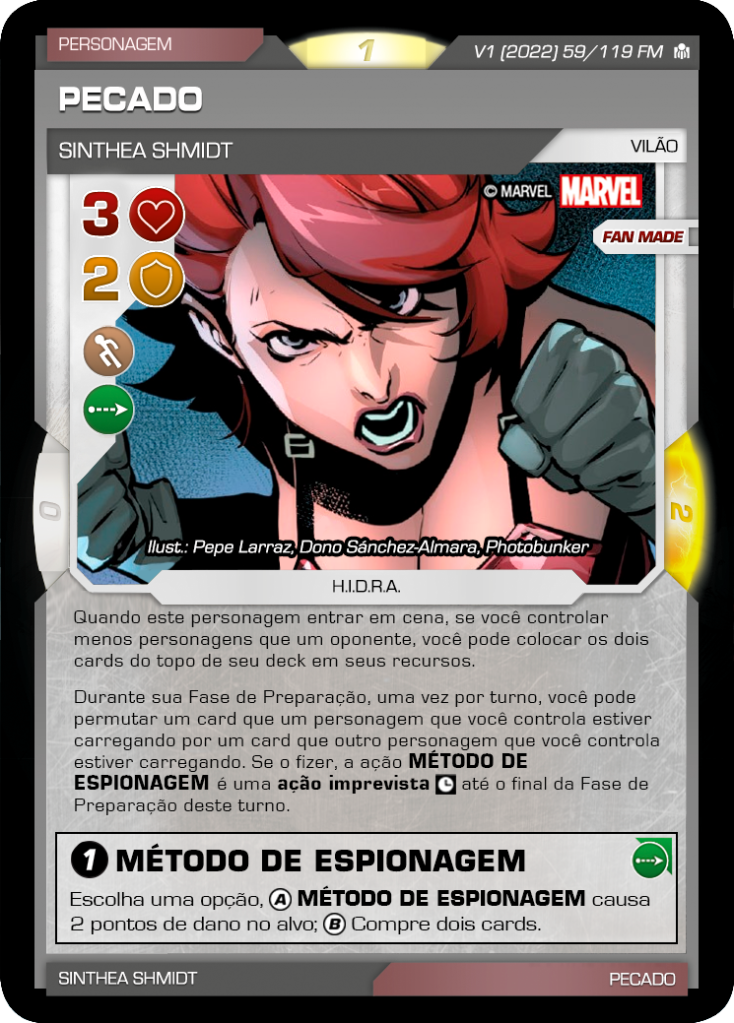 PERSONAGEM
1
V1 (2022) 59/119 FM
PECADO
SINTHEA SHMIDT
VILÃO
© MARVEL MARVEL
3
FAN MADE
2
0
2
Ilust.: Pepe Larraz, Dono Sánchez-Almara, Photobunker
H.I.D.R.A.
Quando este personagem entrar em cena, se você controlar
menos personagens que um oponente, você pode colocar os dois
cards do topo de seu deck em seus recursos.
Durante sua Fase de Preparação, uma vez por turno, você pode
permutar um card que um personagem que você controla estiver
carregando por um card que outro personagem que você controla
estiver carregando. Se o fizer, a ação MÉTODO DE
ESPIONAGEM é uma ação imprevista até o final da Fase de
Preparação deste turno.
1 MÉTODO DE ESPIONAGEM
Escolha uma opção, A MÉTODO DE ESPIONAGEM causa
2 pontos de dano no alvo; B Compre dois cards.
SINTHEA SHMIDT
PECADO